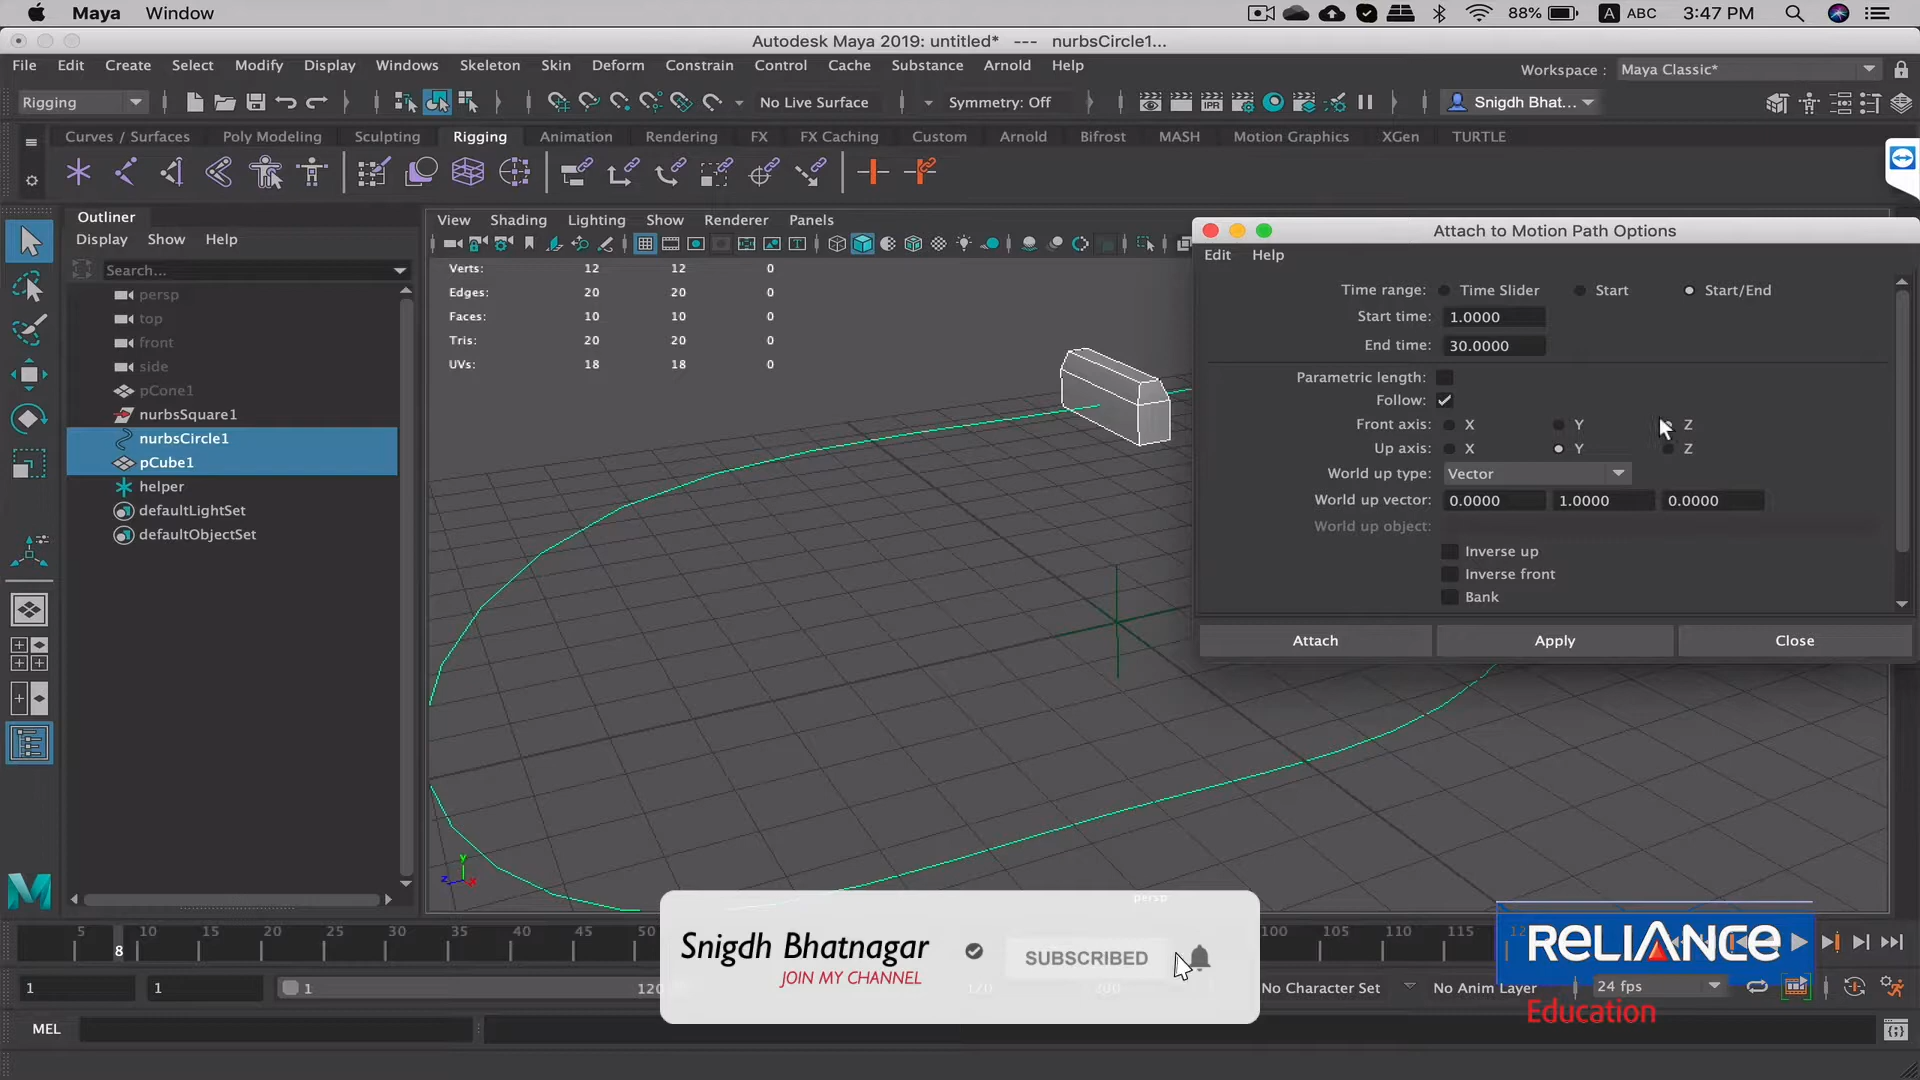 Maya Window
88% A ABC 3:47 PM
Autodesk Maya 2019: untitled* --- nurbsCircle1...
File Edit Create Select Modify Display Windows Skeleton Skin Deform Constrain Control Cache Substance Arnold Help
Workspace : Maya Classic*
Rigging No Live Surface Symmetry: Off IPR Snigdh Bhat...
Curves / Surfaces Poly Modeling Sculpting Rigging Animation Rendering FX FX Caching Custom Arnold Bifrost MASH Motion Graphics XGen TURTLE
Outliner
Display Show Help
Search...
persp
top
front
side
pCone1
nurbsSquare1
nurbsCircle1
pCube1
helper
defaultLightSet
defaultObjectSet
View Shading Lighting Show Renderer Panels
Verts: 12 12 0
Edges: 20 20 0
Faces: 10 10 0
Tris: 20 20 0
UVs: 18 18 0
y
z x
persp
Attach to Motion Path Options
Edit Help
Time range: Time Slider Start Start/End
Start time: 1.0000
End time: 30.0000
Parametric length:
Follow:
Front axis: X Y Z
Up axis: X Y Z
World up type: Vector
World up vector: 0.0000 1.0000 0.0000
World up object:
Inverse up
Inverse front
Bank
Attach Apply Close
5 8 10 15 20 25 30 35 40 45 50 100 105 110 115
1 1 1 120 120 200 No Character Set No Anim Layer 24 fps
Snigdh Bhatnagar
JOIN MY CHANNEL
SUBSCRIBED
RELIANCE
Education
MEL